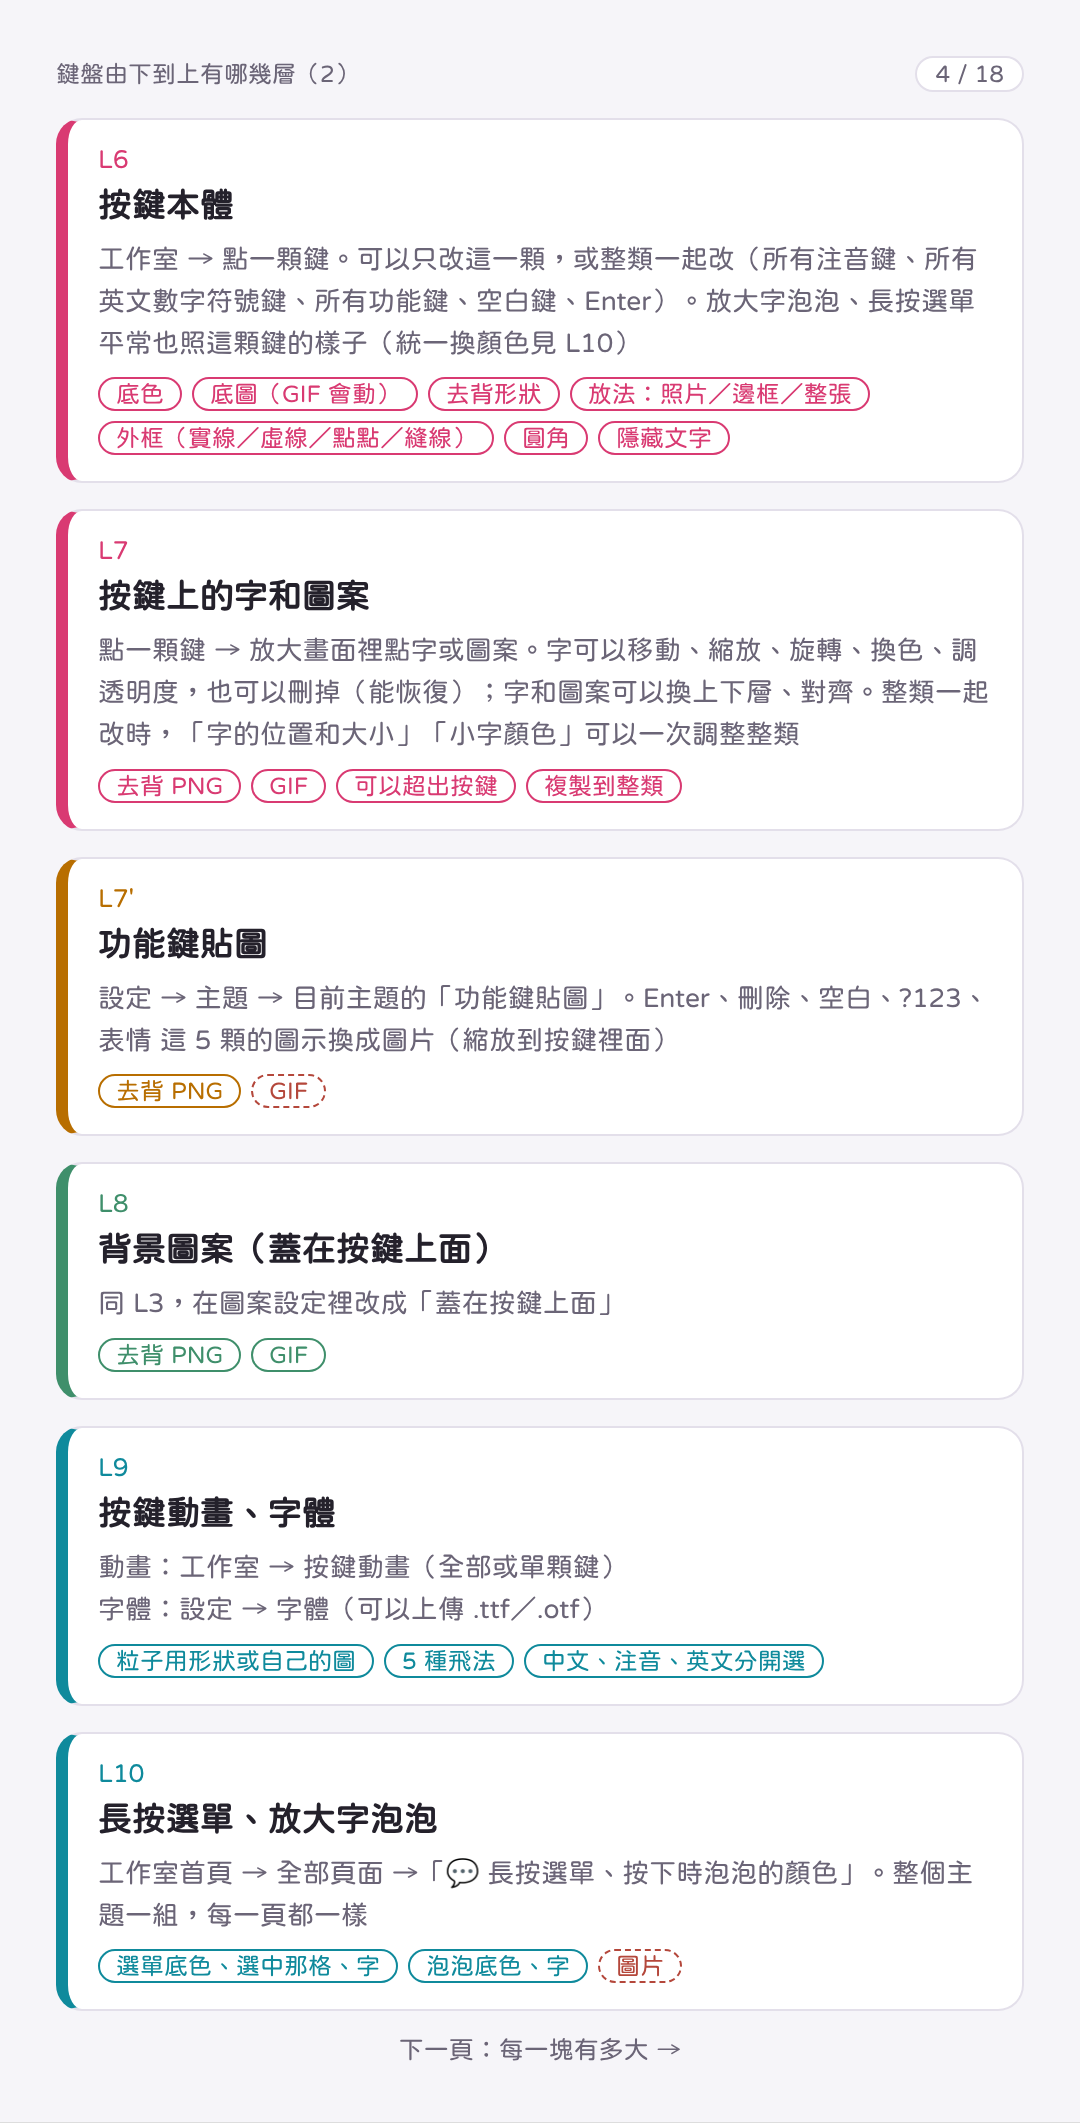 鍵盤由下到上有哪幾層（2）
4 / 18
L6
按鍵本體
工作室 → 點一顆鍵。可以只改這一顆，或整類一起改（所有注音鍵、所有
英文數字符號鍵、所有功能鍵、空白鍵、Enter）。放大字泡泡、長按選單
平常也照這顆鍵的樣子（統一換顏色見 L10）
底色 底圖（GIF 會動） 去背形狀 放法：照片／邊框／整張
外框（實線／虛線／點點／縫線） 圓角 隱藏文字
L7
按鍵上的字和圖案
點一顆鍵 → 放大畫面裡點字或圖案。字可以移動、縮放、旋轉、換色、調
透明度，也可以刪掉（能恢復）；字和圖案可以換上下層、對齊。整類一起
改時，「字的位置和大小」「小字顏色」可以一次調整整類
去背 PNG GIF 可以超出按鍵 複製到整類
L7'
功能鍵貼圖
設定 → 主題 → 目前主題的「功能鍵貼圖」。Enter、刪除、空白、?123、
表情 這 5 顆的圖示換成圖片（縮放到按鍵裡面）
去背 PNG GIF
L8
背景圖案（蓋在按鍵上面）
同 L3，在圖案設定裡改成「蓋在按鍵上面」
去背 PNG GIF
L9
按鍵動畫、字體
動畫：工作室 → 按鍵動畫（全部或單顆鍵）
字體：設定 → 字體（可以上傳 .ttf／.otf）
粒子用形狀或自己的圖 5 種飛法 中文、注音、英文分開選
L10
長按選單、放大字泡泡
工作室首頁 → 全部頁面 →「💬 長按選單、按下時泡泡的顏色」。整個主
題一組，每一頁都一樣
選單底色、選中那格、字 泡泡底色、字 圖片
下一頁：每一塊有多大 →